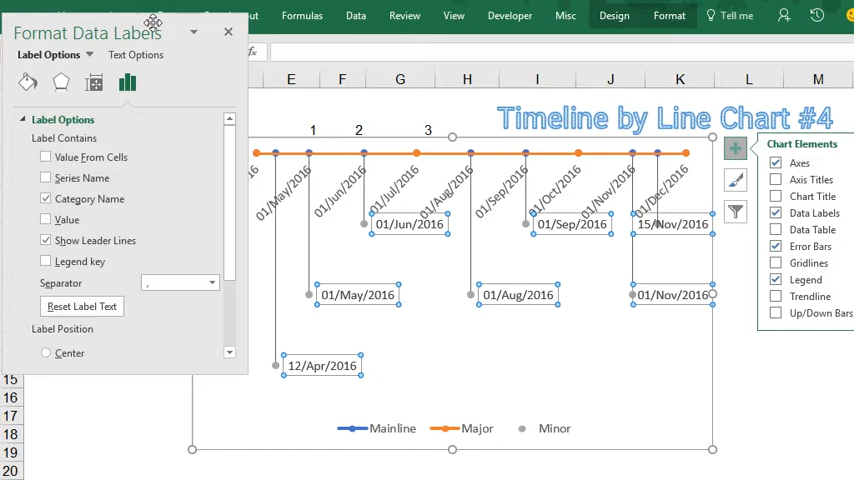 Formulas Data Review View Developer Misc Design Format Tell me
Format Data Labels
Label Options Text Options
Label Options
Label Contains
Value From Cells
Series Name
Category Name
Value
Show Leader Lines
Legend key
Separator ,
Reset Label Text
Label Position
Center
E F G H I J K L M
1 2 3
Timeline by Line Chart #4
01/May/2016 01/Jun/2016 01/Jul/2016 01/Aug/2016 01/Sep/2016 01/Oct/2016 01/Nov/2016 01/Dec/2016
01/Jun/2016 01/Sep/2016 15/Nov/2016
01/May/2016 01/Aug/2016 01/Nov/2016
12/Apr/2016
Mainline Major Minor
15
16
17
18
19
20
Chart Elements
Axes
Axis Titles
Chart Title
Data Labels
Data Table
Error Bars
Gridlines
Legend
Trendline
Up/Down Bars